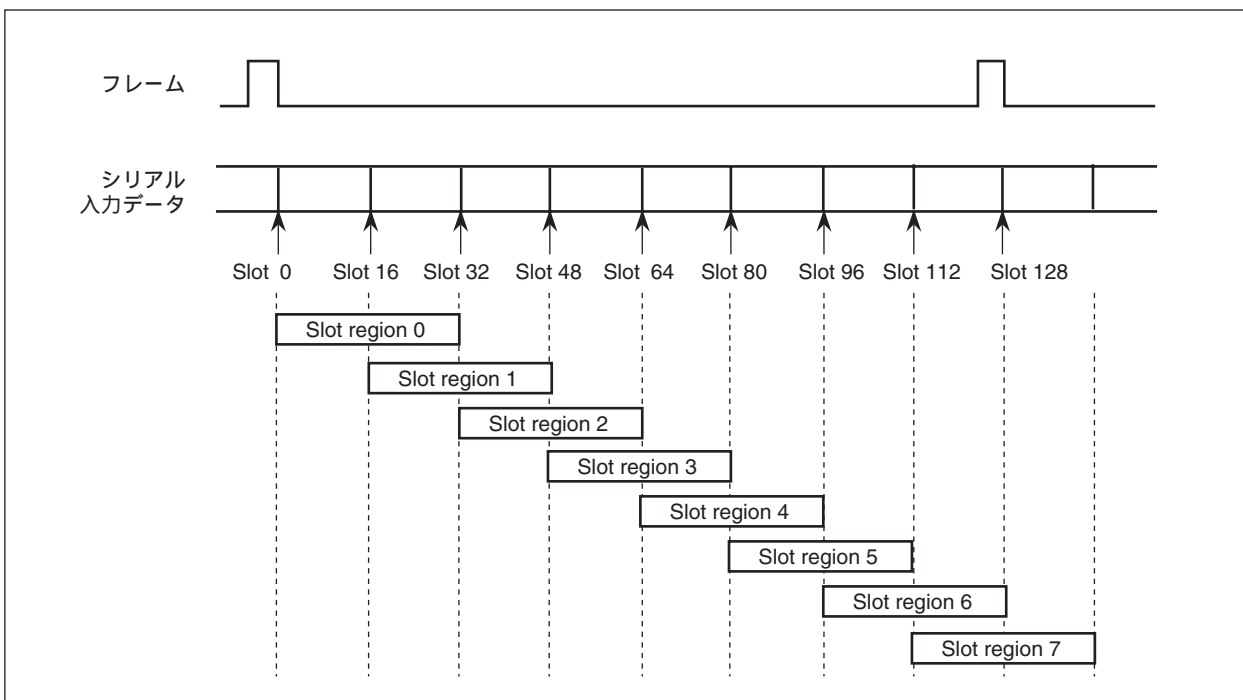 フレーム
シリアル
入力データ
Slot 0 Slot 16 Slot 32 Slot 48 Slot 64 Slot 80 Slot 96 Slot 112 Slot 128
Slot region 0
Slot region 1
Slot region 2
Slot region 3
Slot region 4
Slot region 5
Slot region 6
Slot region 7